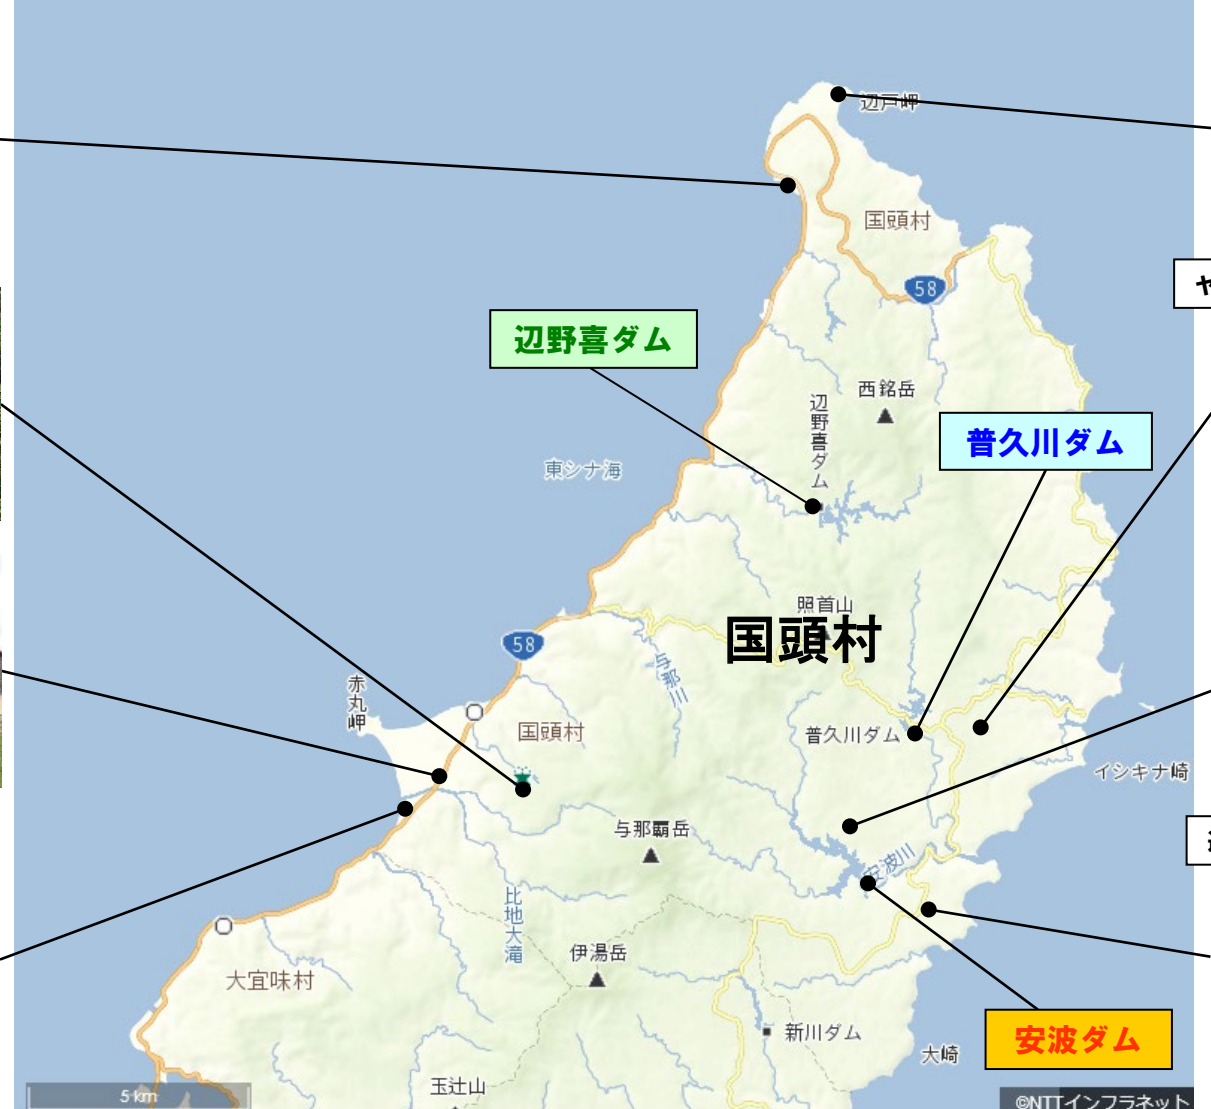 辺戸岬
国頭村
58
ヤ
辺野喜ダム
西銘岳
辺野喜ダム
普久川ダム
東シナ海
照首山
国頭村
58
与那川
赤丸岬
国頭村
普久川ダム
イシキナ崎
与那覇岳
安波川
比地大滝
伊湯岳
大宜味村
安波ダム
新川ダム
大崎
玉辻山
5 km
©NTTインフラネット